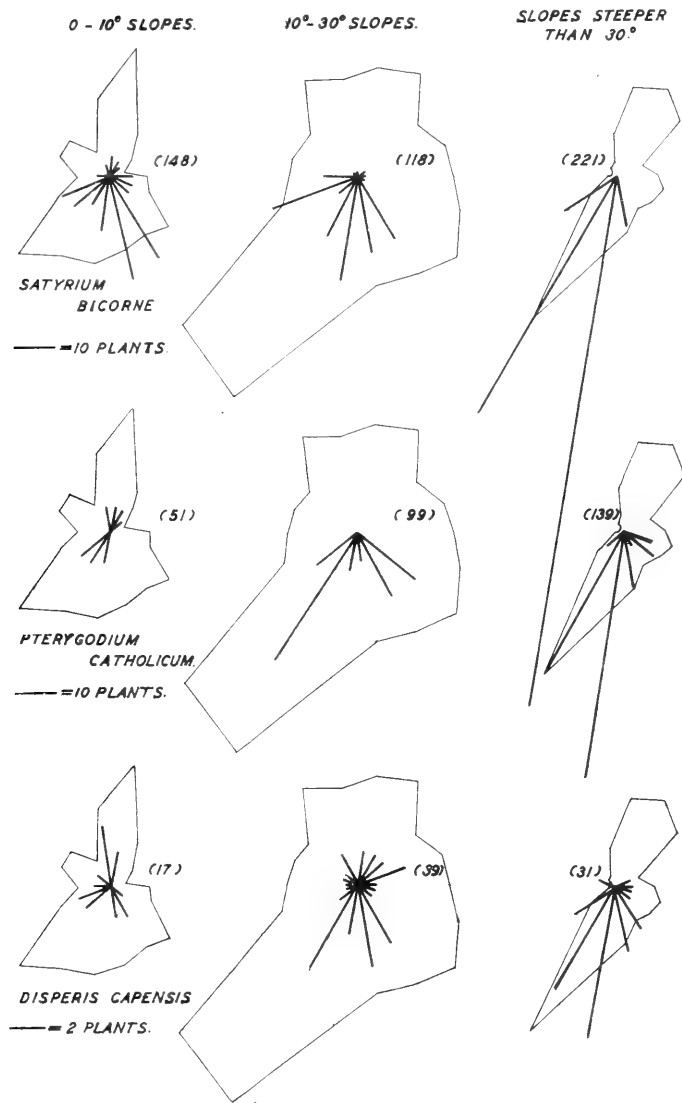 0-10° SLOPES.
10°-30° SLOPES.
SLOPES STEEPER
THAN 30.°
(148)
(118)
(221)
SATYRIUM
BICORNE
=10 PLANTS.
(51)
(99)
(139)
PTERYGODIUM
CATHOLICUM.
=10 PLANTS.
(17)
(39)
(31)
DISPERIS CAPENSIS
= 2 PLANTS.